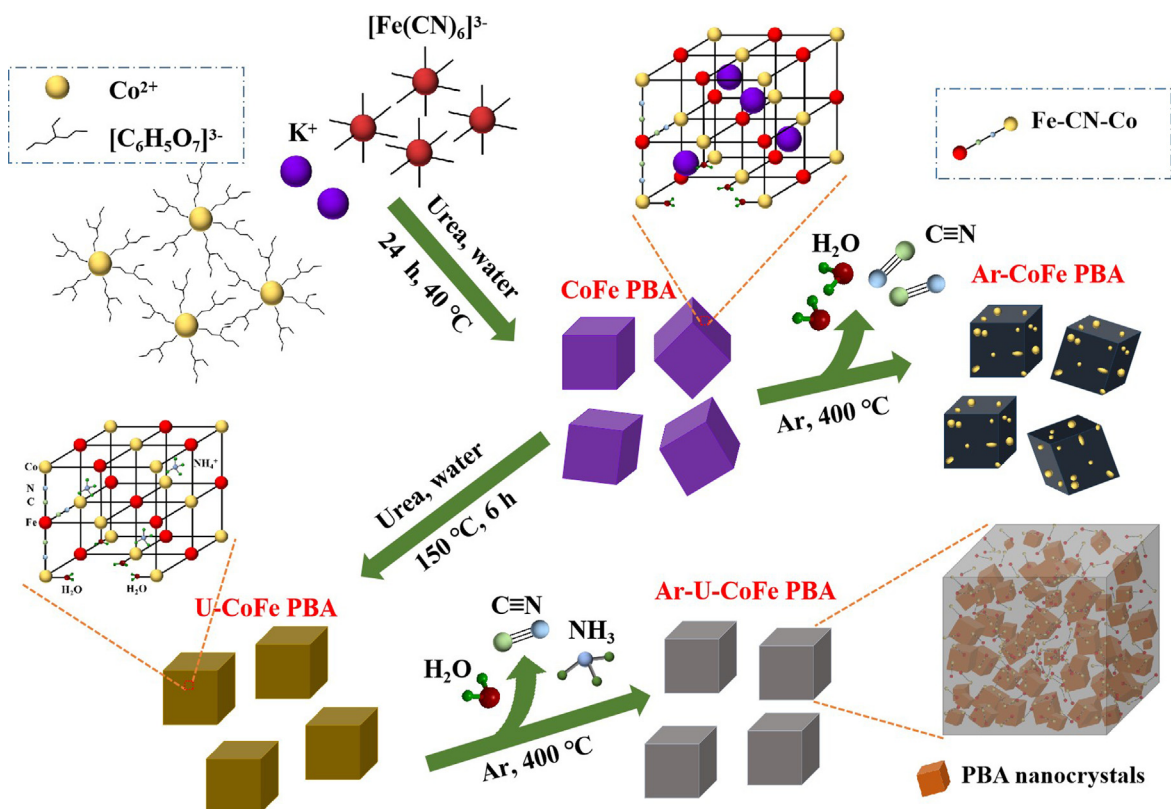 [Fe(CN)₆]³⁻
Co²⁺
[C₆H₅O₇]³⁻
K⁺
Fe-CN-Co
Urea, water
24 h, 40 ℃
CoFe PBA
H₂O
C≡N
Ar-CoFe PBA
Ar, 400 ℃
Co
N
C
Fe
NH₄⁺
H₂O
H₂O
Urea, water
150 ℃, 6 h
U-CoFe PBA
C≡N
NH₃
H₂O
Ar, 400 ℃
Ar-U-CoFe PBA
PBA nanocrystals